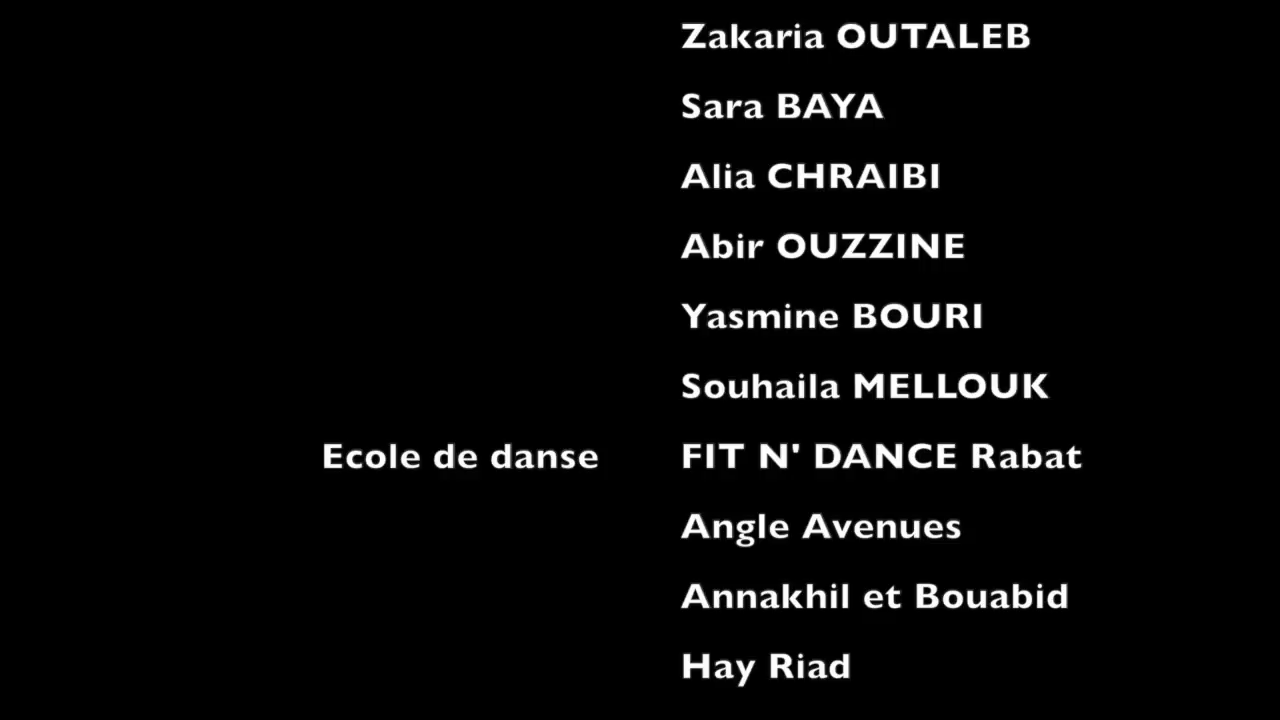 Zakaria OUTALEB
Sara BAYA
Alia CHRAIBI
Abir OUZZINE
Yasmine BOURI
Souhaila MELLOUK
Ecole de danse FIT N' DANCE Rabat
Angle Avenues
Annakhil et Bouabid
Hay Riad